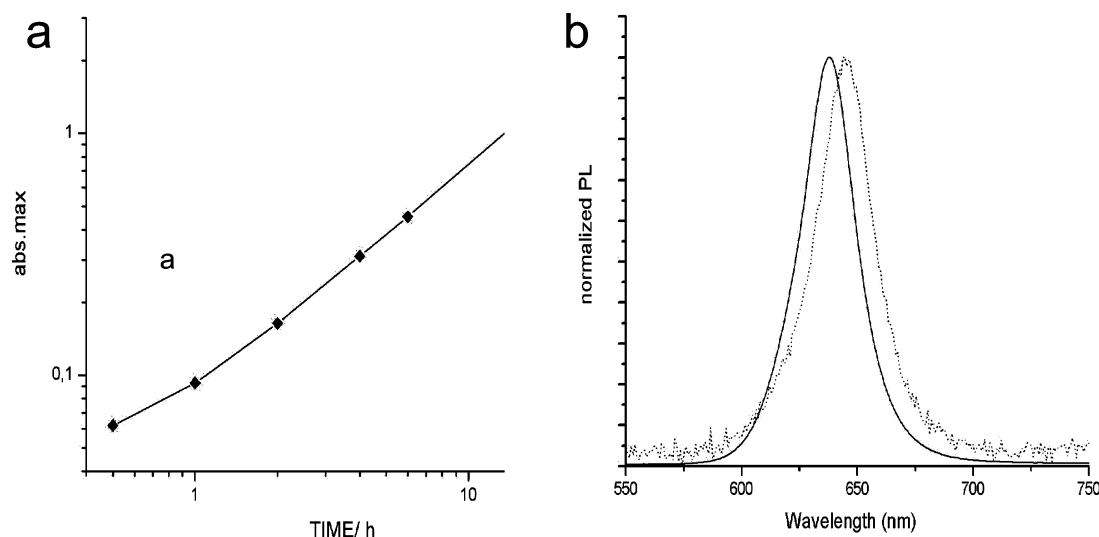 a
b
1
abs.max
a
0,1
1
10
TIME/ h
normalized PL
550
600
650
700
750
Wavelength (nm)